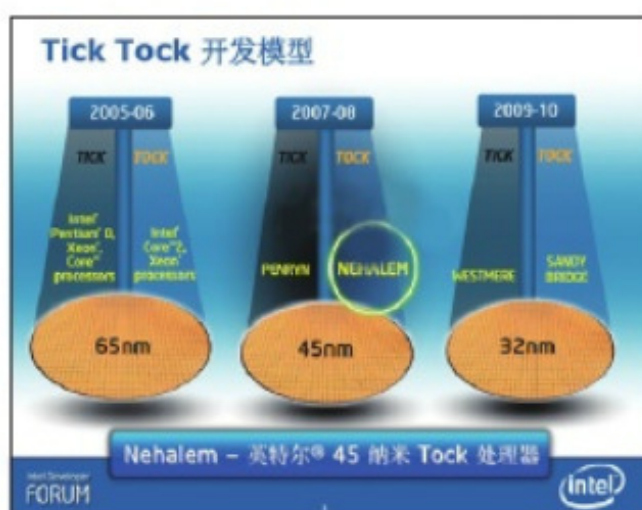 Tick Tock 开发模型
2005-06
TICK
TOCK
Intel®
Pentium® D,
Xeon®,
Core™
processors
Intel®
Core™2,
Xeon®
processors
65nm
2007-08
TICK
TOCK
PENRYN
NEHALEM
45nm
2009-10
TICK
TOCK
WESTMERE
SANDY
BRIDGE
32nm
Nehalem – 英特尔® 45 纳米 Tock 处理器
Intel Developer
FORUM
intel